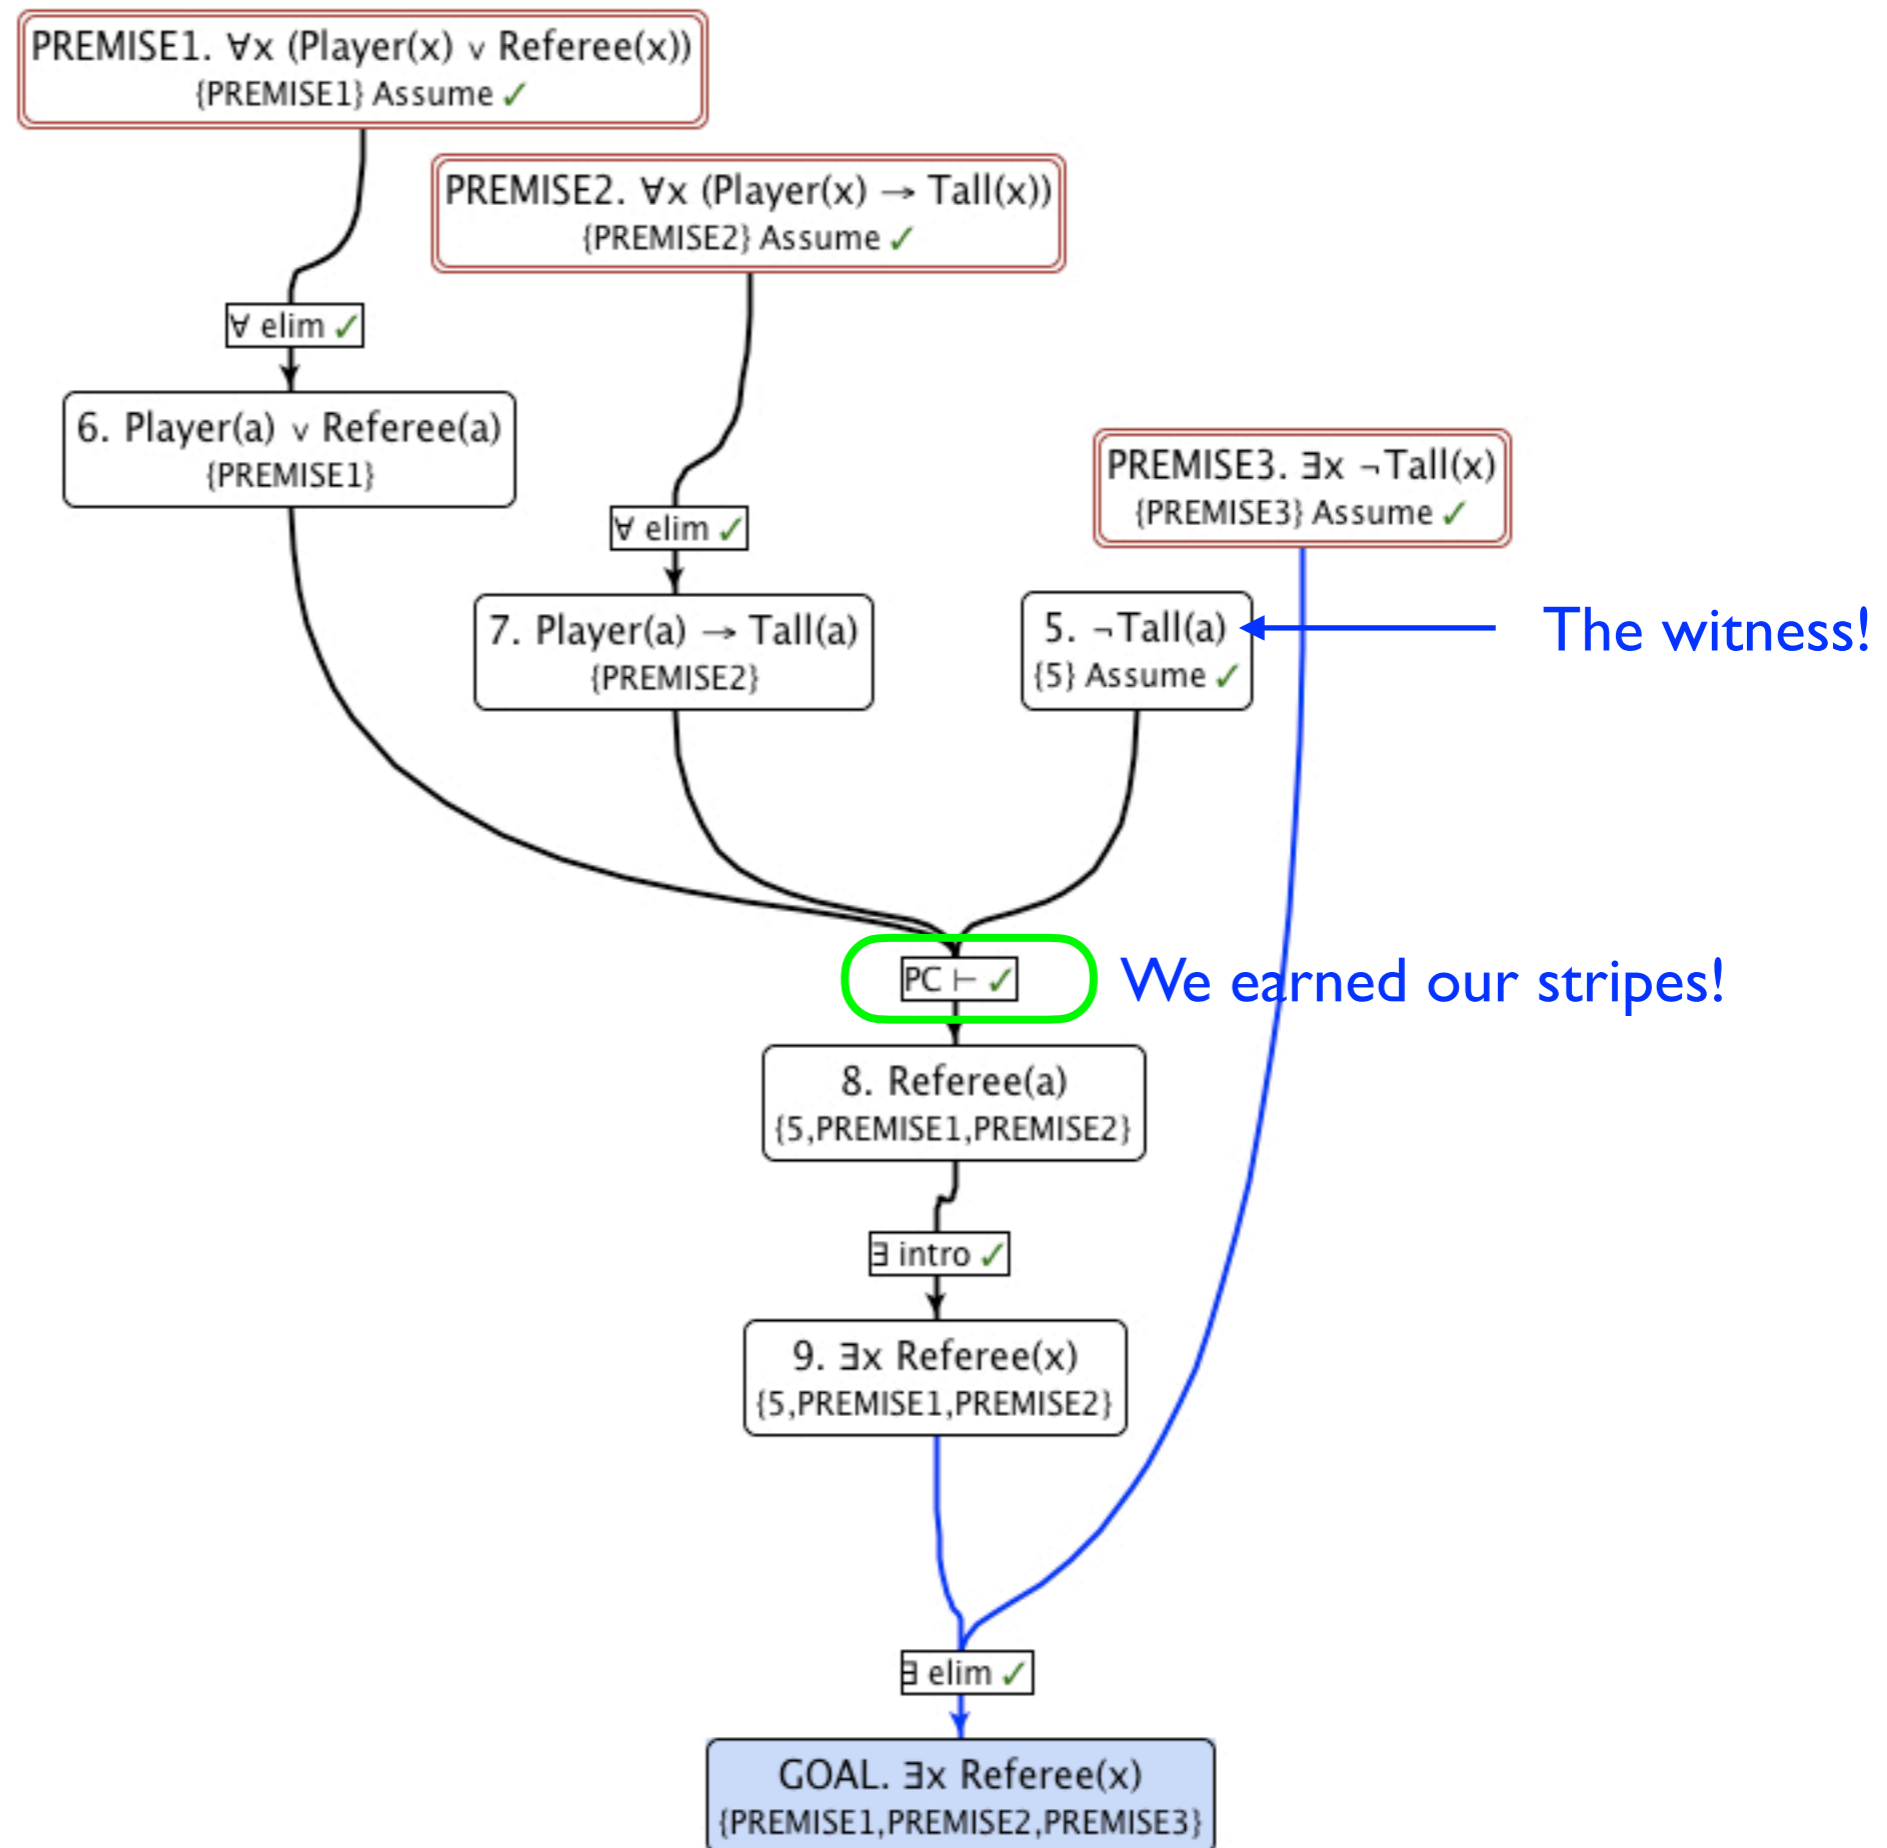 PREMISE1. ∀x (Player(x) ∨ Referee(x))
{PREMISE1} Assume ✓
PREMISE2. ∀x (Player(x) → Tall(x))
{PREMISE2} Assume ✓
∀ elim ✓
6. Player(a) ∨ Referee(a)
{PREMISE1}
PREMISE3. ∃x ¬Tall(x)
{PREMISE3} Assume ✓
∀ elim ✓
7. Player(a) → Tall(a)
{PREMISE2}
5. ¬Tall(a)
{5} Assume ✓
The witness!
PC ⊢ ✓
We earned our stripes!
8. Referee(a)
{5,PREMISE1,PREMISE2}
∃ intro ✓
9. ∃x Referee(x)
{5,PREMISE1,PREMISE2}
∃ elim ✓
GOAL. ∃x Referee(x)
{PREMISE1,PREMISE2,PREMISE3}